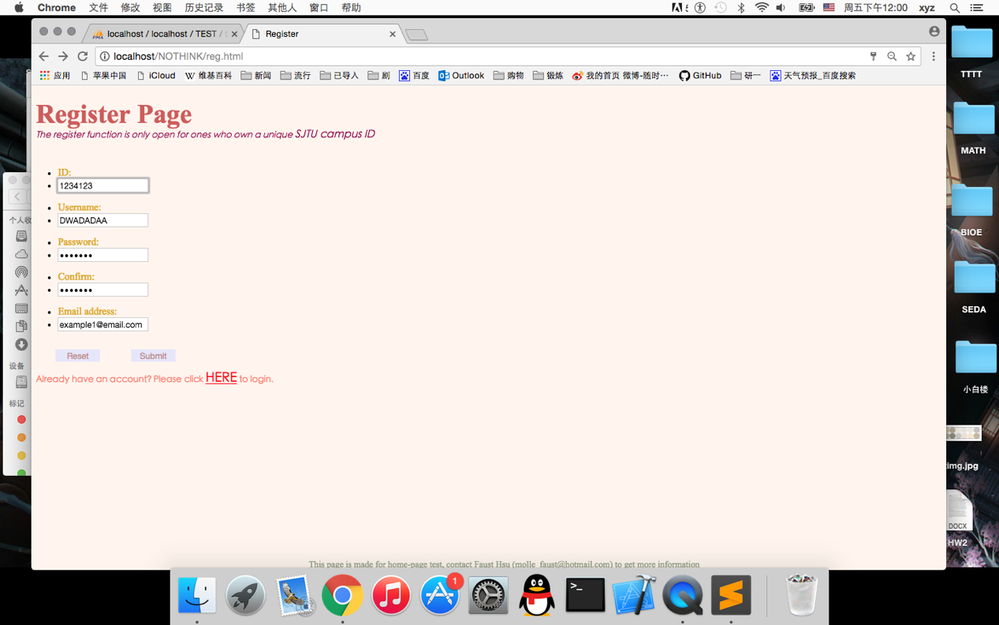 Chrome 文件 修改 视图 历史记录 书签 其他人 窗口 帮助 周五下午12:00 xyz
localhost / localhost / TEST /
Register
localhost/NOTHINK/reg.html
应用 苹果中国 iCloud 维基百科 新闻 流行 已导入 剧 百度 Outlook 购物 锻炼 我的首页 微博-随时… GitHub 研一 天气预报_百度搜索
Register Page
The register function is only open for ones who own a unique SJTU campus ID
ID:
1234123
Username:
DWADADAA
Password:
•••••••
Confirm:
•••••••
Email address:
example1@email.com
Reset Submit
Already have an account? Please click HERE to login.
This page is made for home-page test, contact Faust Hsu (molle_faust@hotmail.com) to get more information
个人收
设备
标记
TTTT
MATH
BIOE
SEDA
小白楼
img.jpg
DOCX
HW2
1